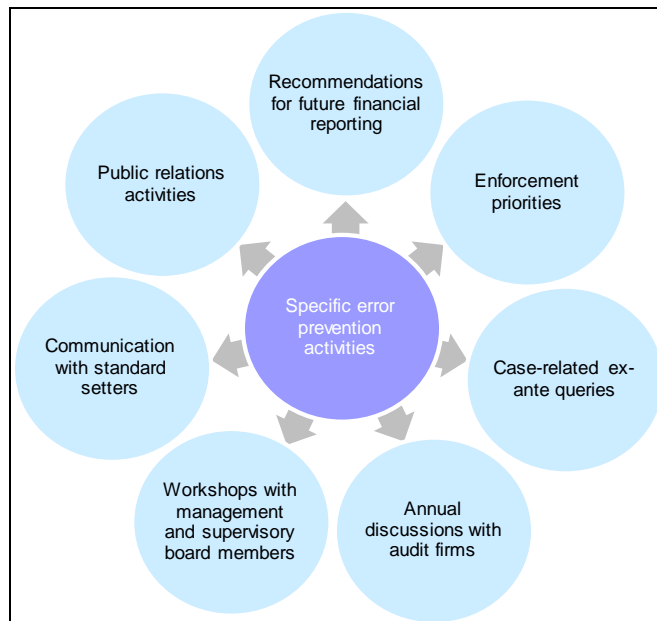 Recommendations
for future financial
reporting
Enforcement
priorities
Case-related ex-
ante queries
Annual
discussions with
audit firms
Workshops with
management
and supervisory
board members
Communication
with standard
setters
Public relations
activities
Specific error
prevention
activities